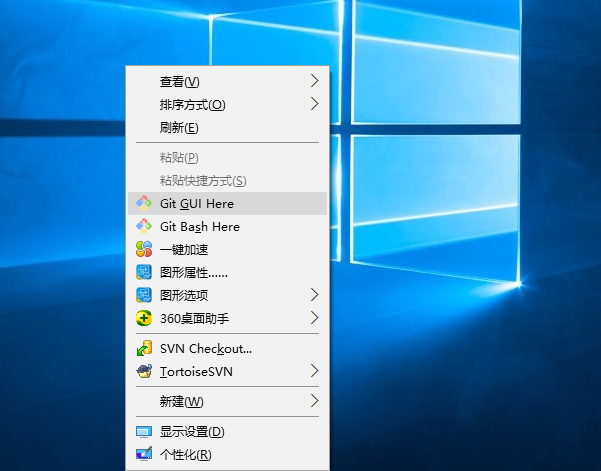 查看(V)
排序方式(O)
刷新(E)
粘贴(P)
粘贴快捷方式(S)
Git GUI Here
Git Bash Here
一键加速
图形属性......
图形选项
360桌面助手
SVN Checkout...
TortoiseSVN
新建(W)
显示设置(D)
个性化(R)